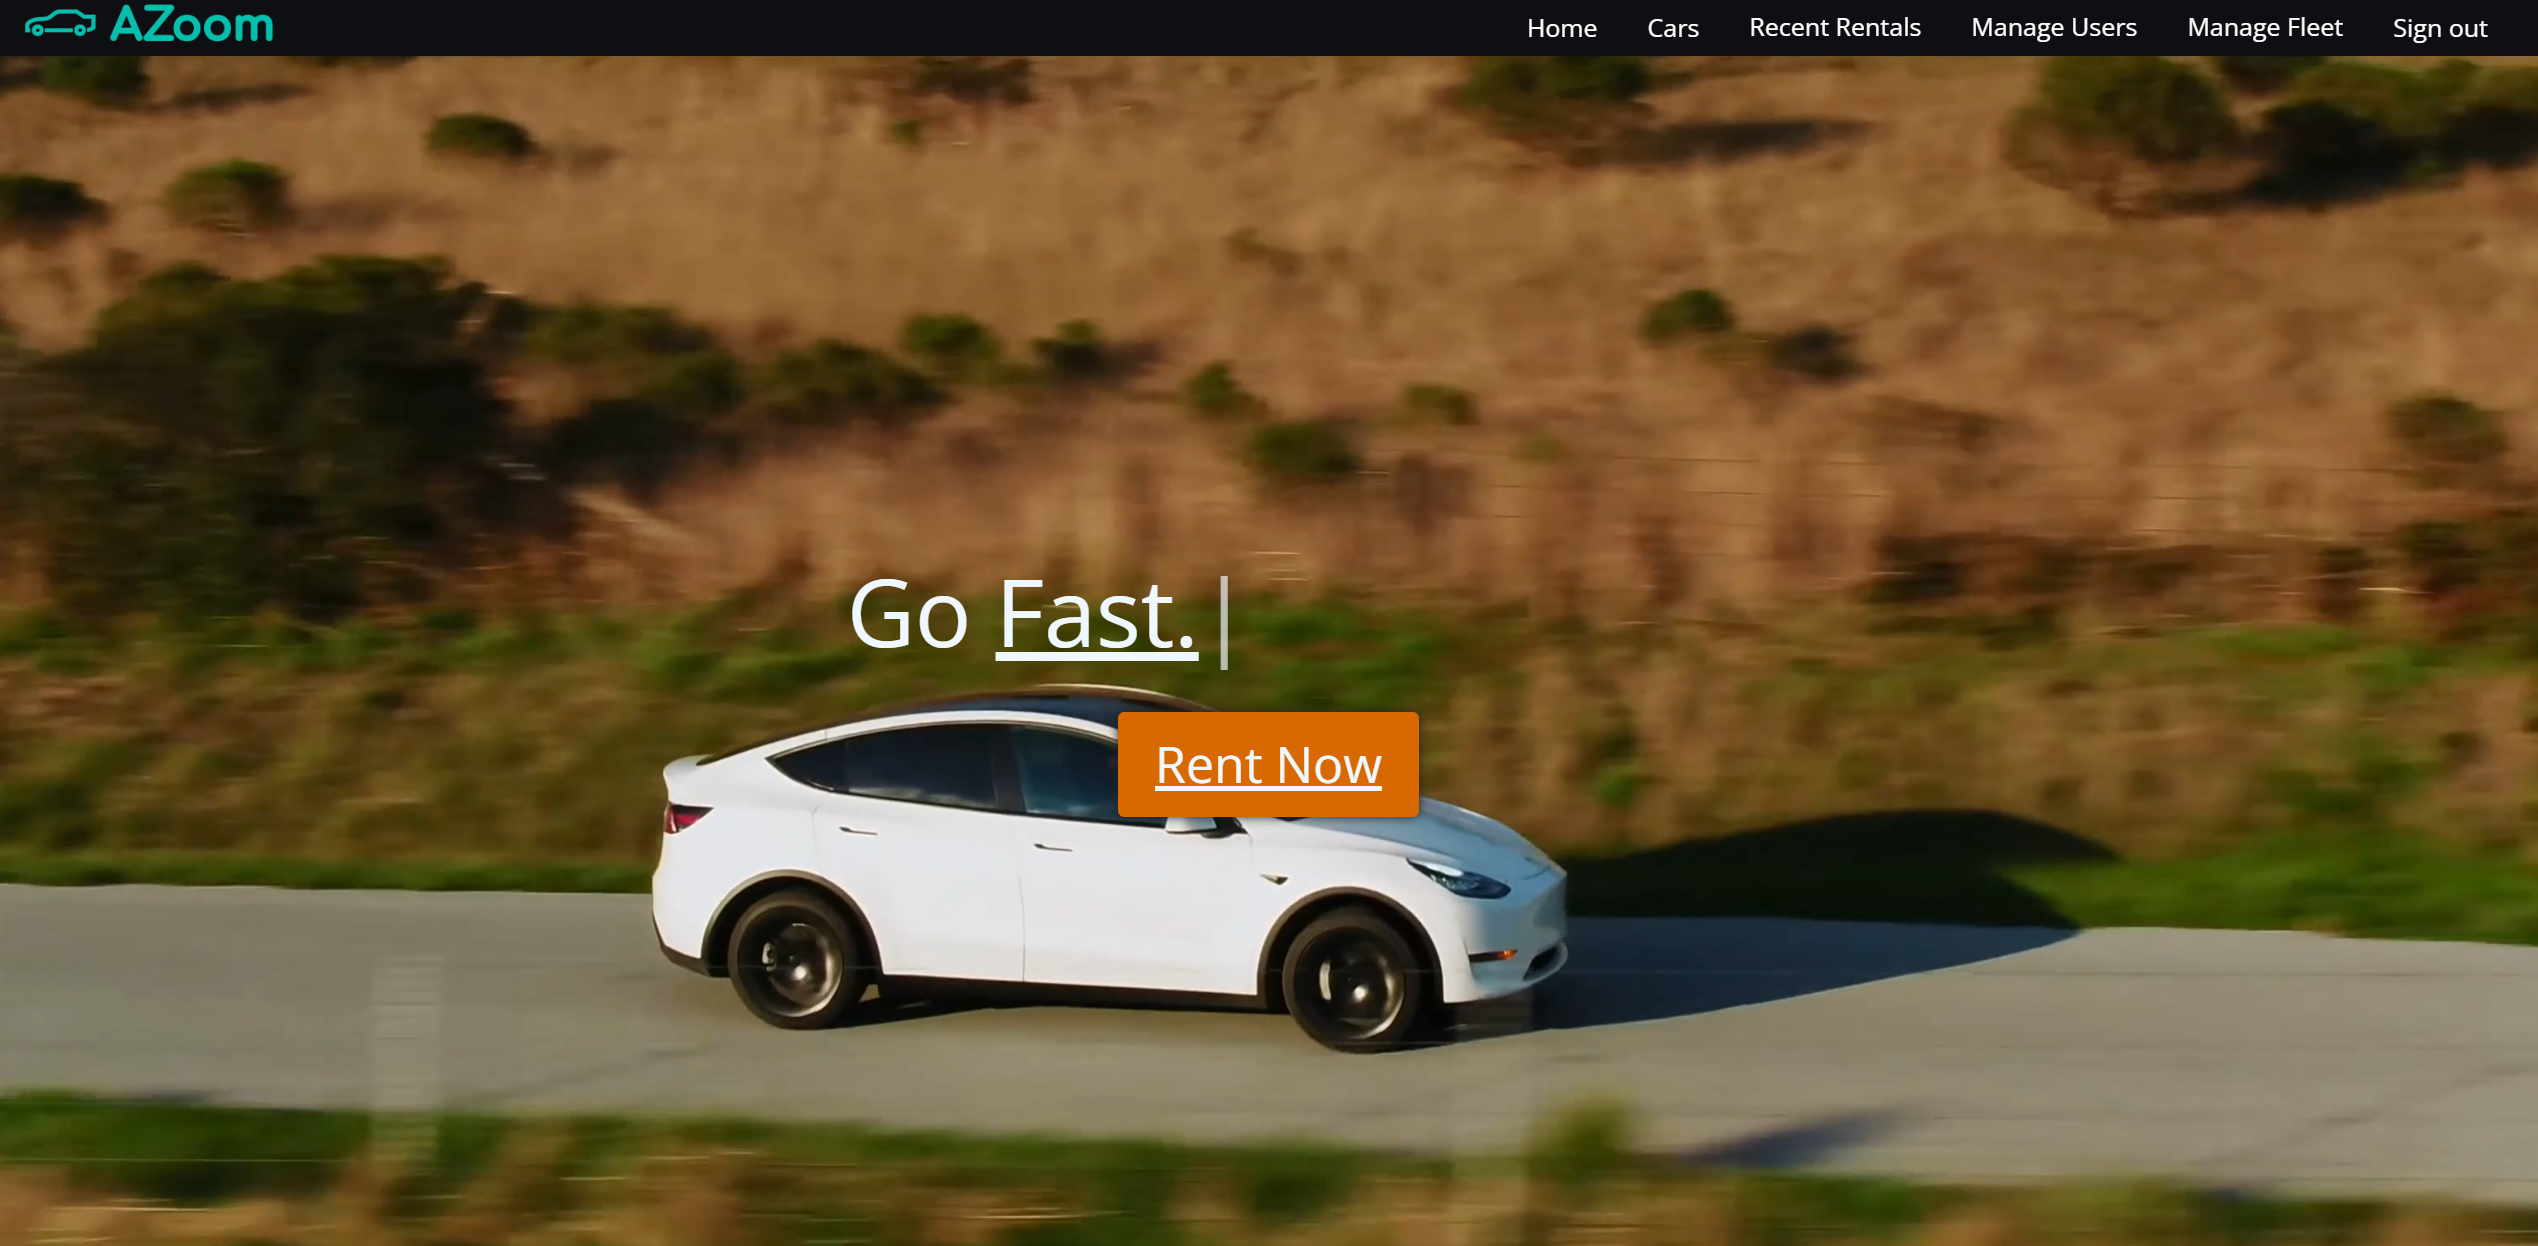 AZoom
Home Cars Recent Rentals Manage Users Manage Fleet Sign out
Go Fast.
Rent Now